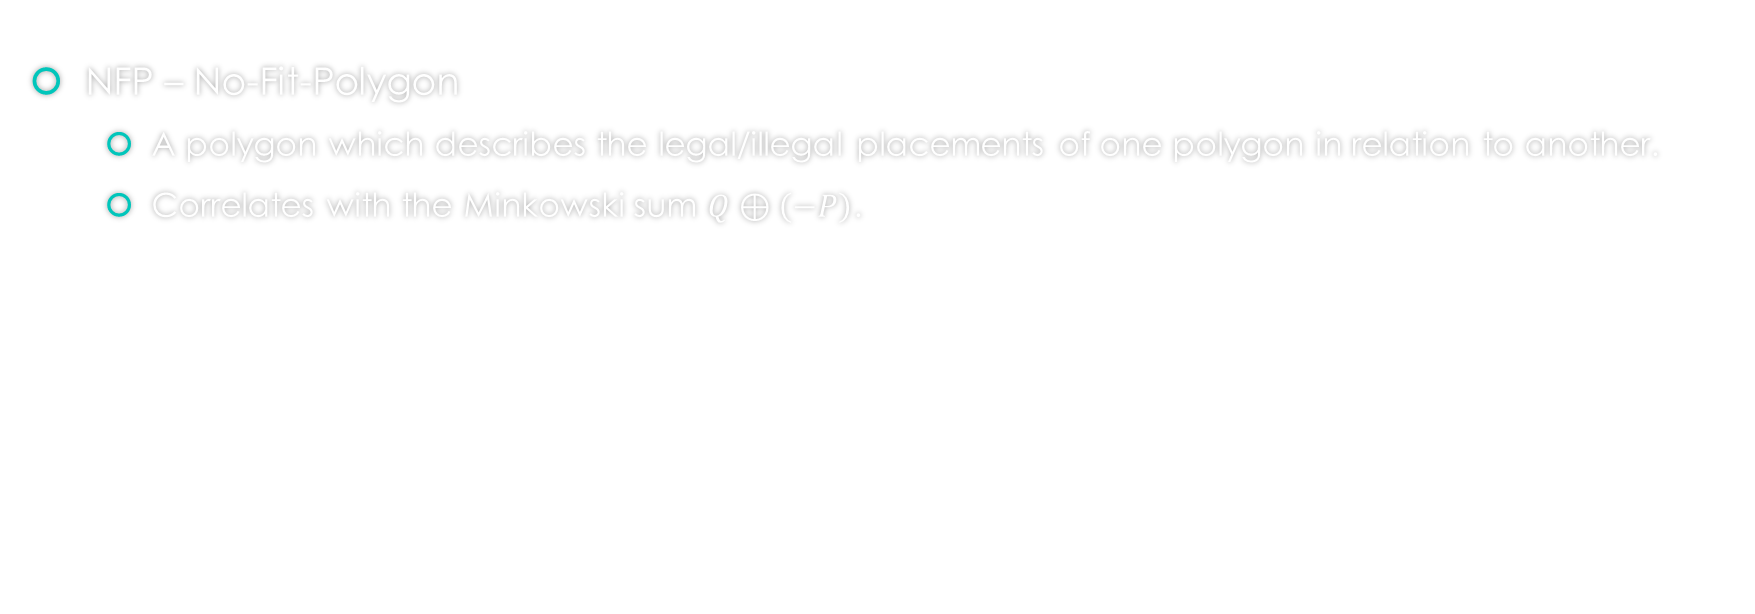 NFP – No-Fit-Polygon
A polygon which describes the legal/illegal placements of one polygon in relation to another.
Correlates with the Minkowski sum Q ⊕ (−P).